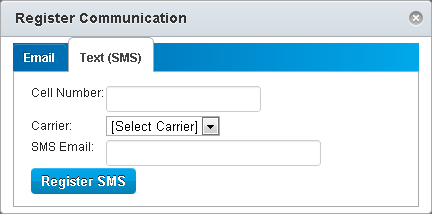 Register Communication
Email Text (SMS)
Cell Number:
Carrier: [Select Carrier]
SMS Email:
Register SMS